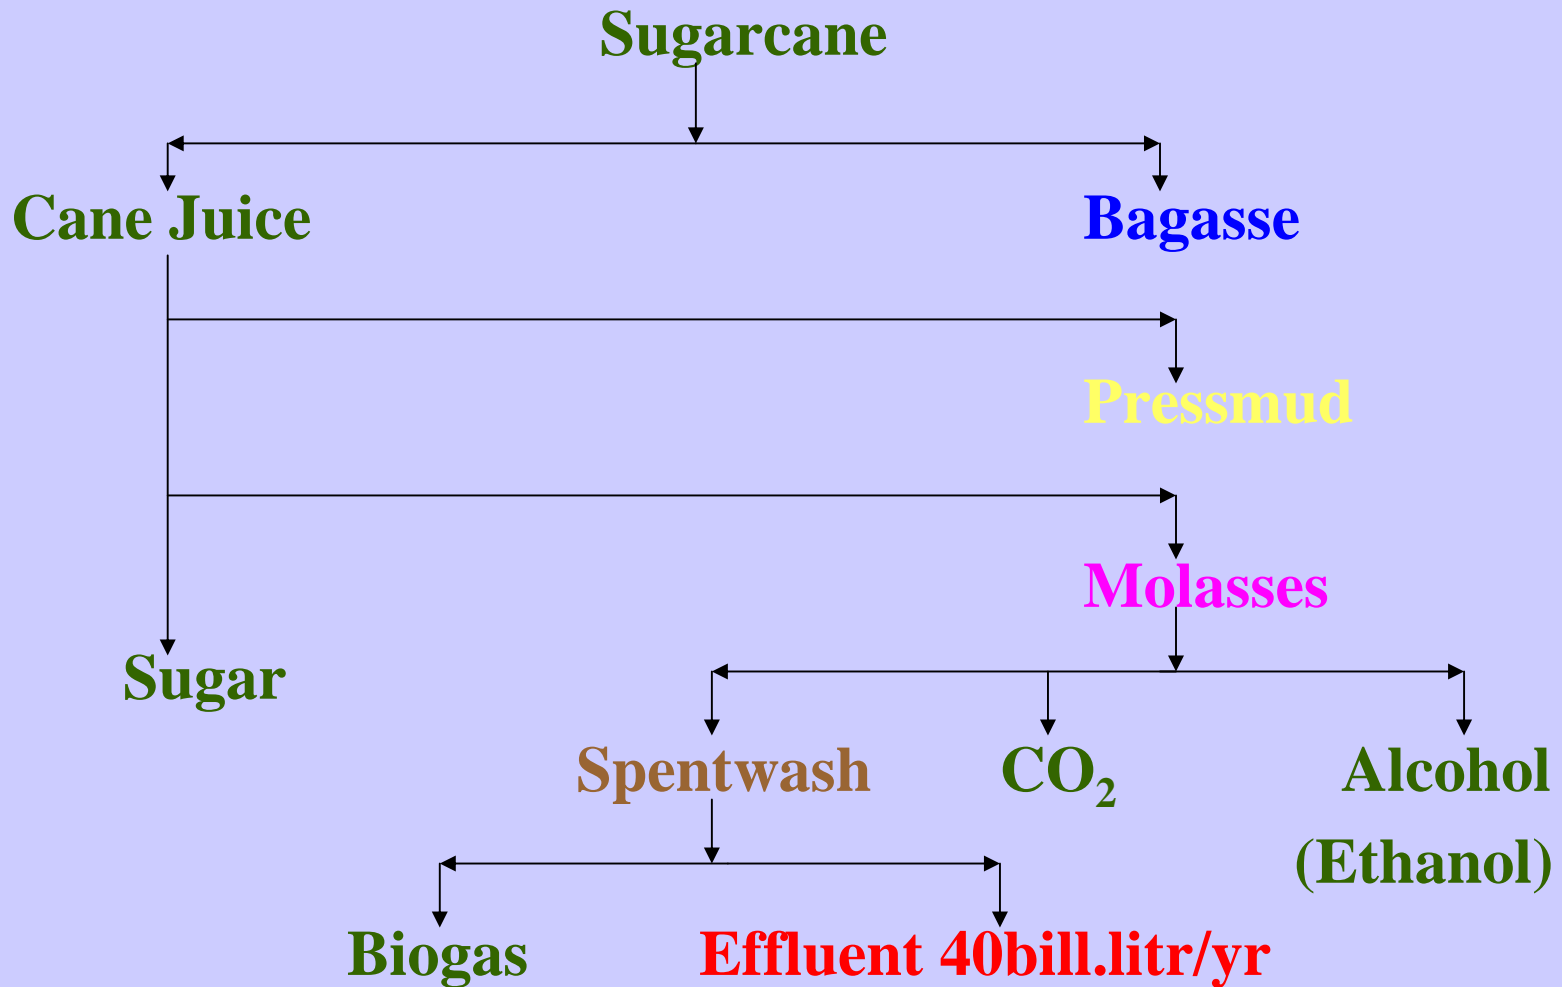 Sugarcane
Cane Juice
Bagasse
Pressmud
Molasses
Sugar
Spentwash
CO₂
Alcohol
(Ethanol)
Biogas
Effluent 40bill.litr/yr